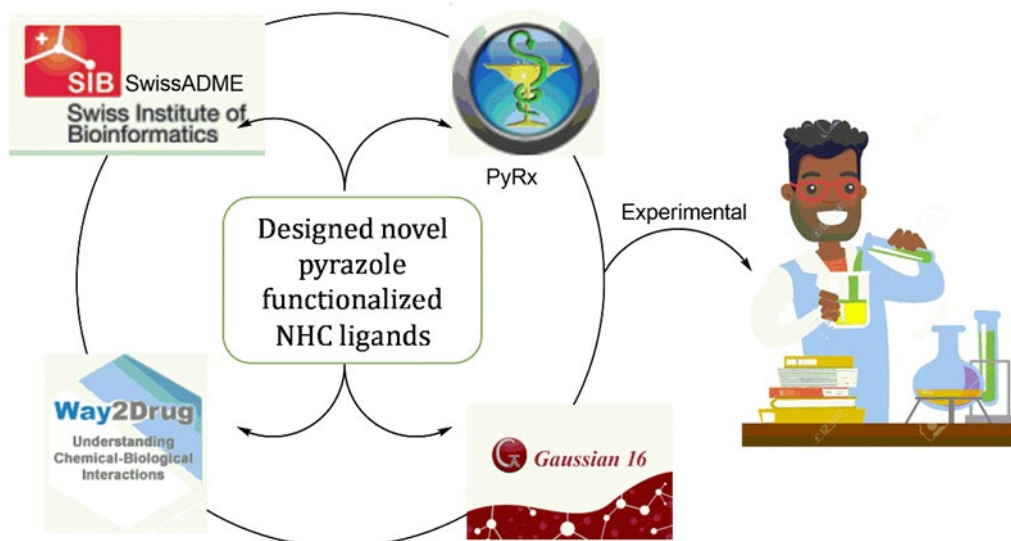 SIB
SwissADME
Swiss Institute of
Bioinformatics
PyRx
Experimental
Designed novel
pyrazole
functionalized
NHC ligands
Way2Drug
Understanding
Chemical-Biological
Interactions
Gaussian 16